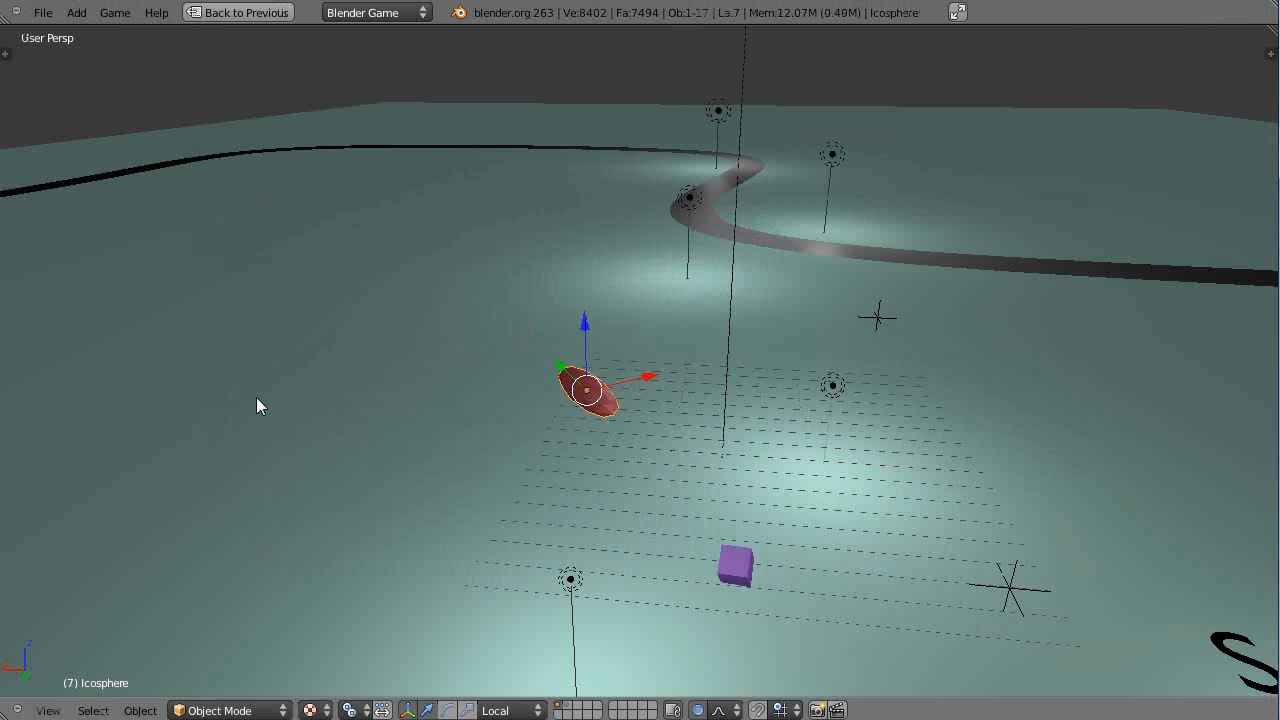 File Add Game Help Back to Previous Blender Game blender.org 263 | Ve:8402 | Fa:7494 | Ob:1-17 | La:7 | Mem:12.07M (0.49M) | Icosphere
User Persp
S
z
(7) Icosphere
View Select Object Object Mode Local